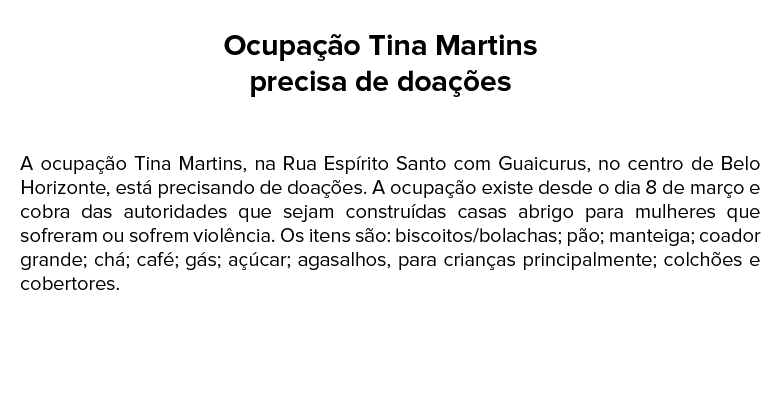 Ocupação Tina Martins
precisa de doações
A ocupação Tina Martins, na Rua Espírito Santo com Guaicurus, no centro de Belo
Horizonte, está precisando de doações. A ocupação existe desde o dia 8 de março e
cobra das autoridades que sejam construídas casas abrigo para mulheres que
sofreram ou sofrem violência. Os itens são: biscoitos/bolachas; pão; manteiga; coador
grande; chá; café; gás; açúcar; agasalhos, para crianças principalmente; colchões e
cobertores.